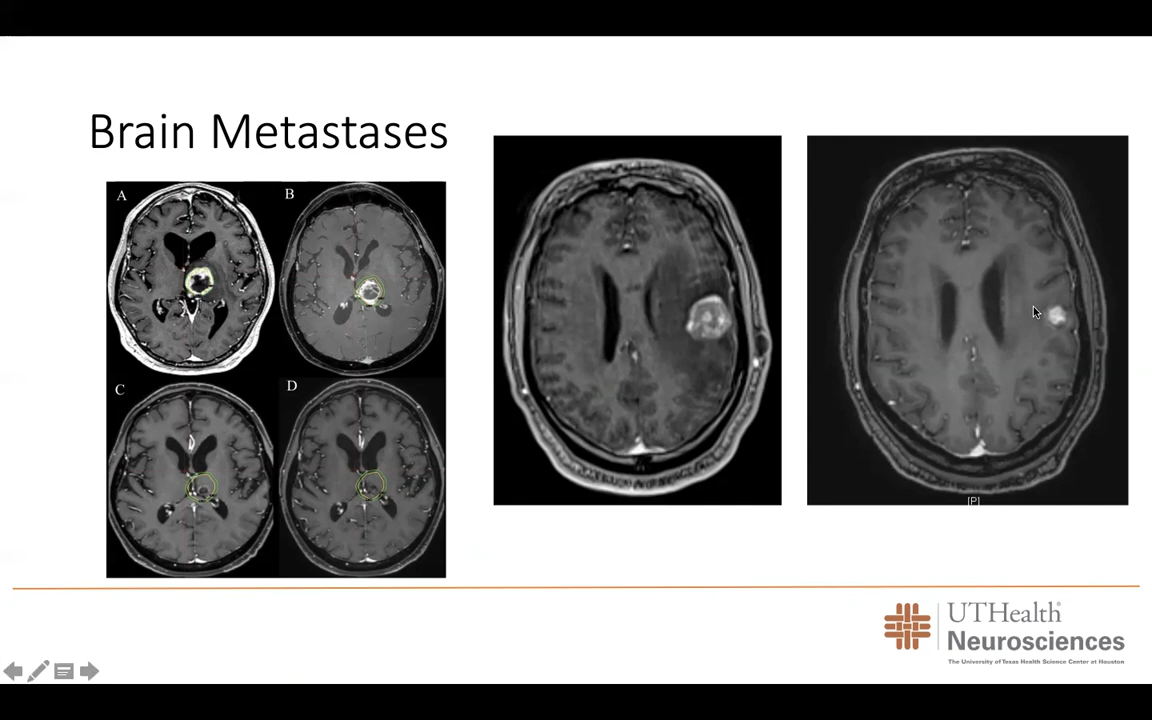 Brain Metastases
A
B
C
D
[P]
UTHealth®
Neurosciences
The University of Texas Health Science Center at Houston